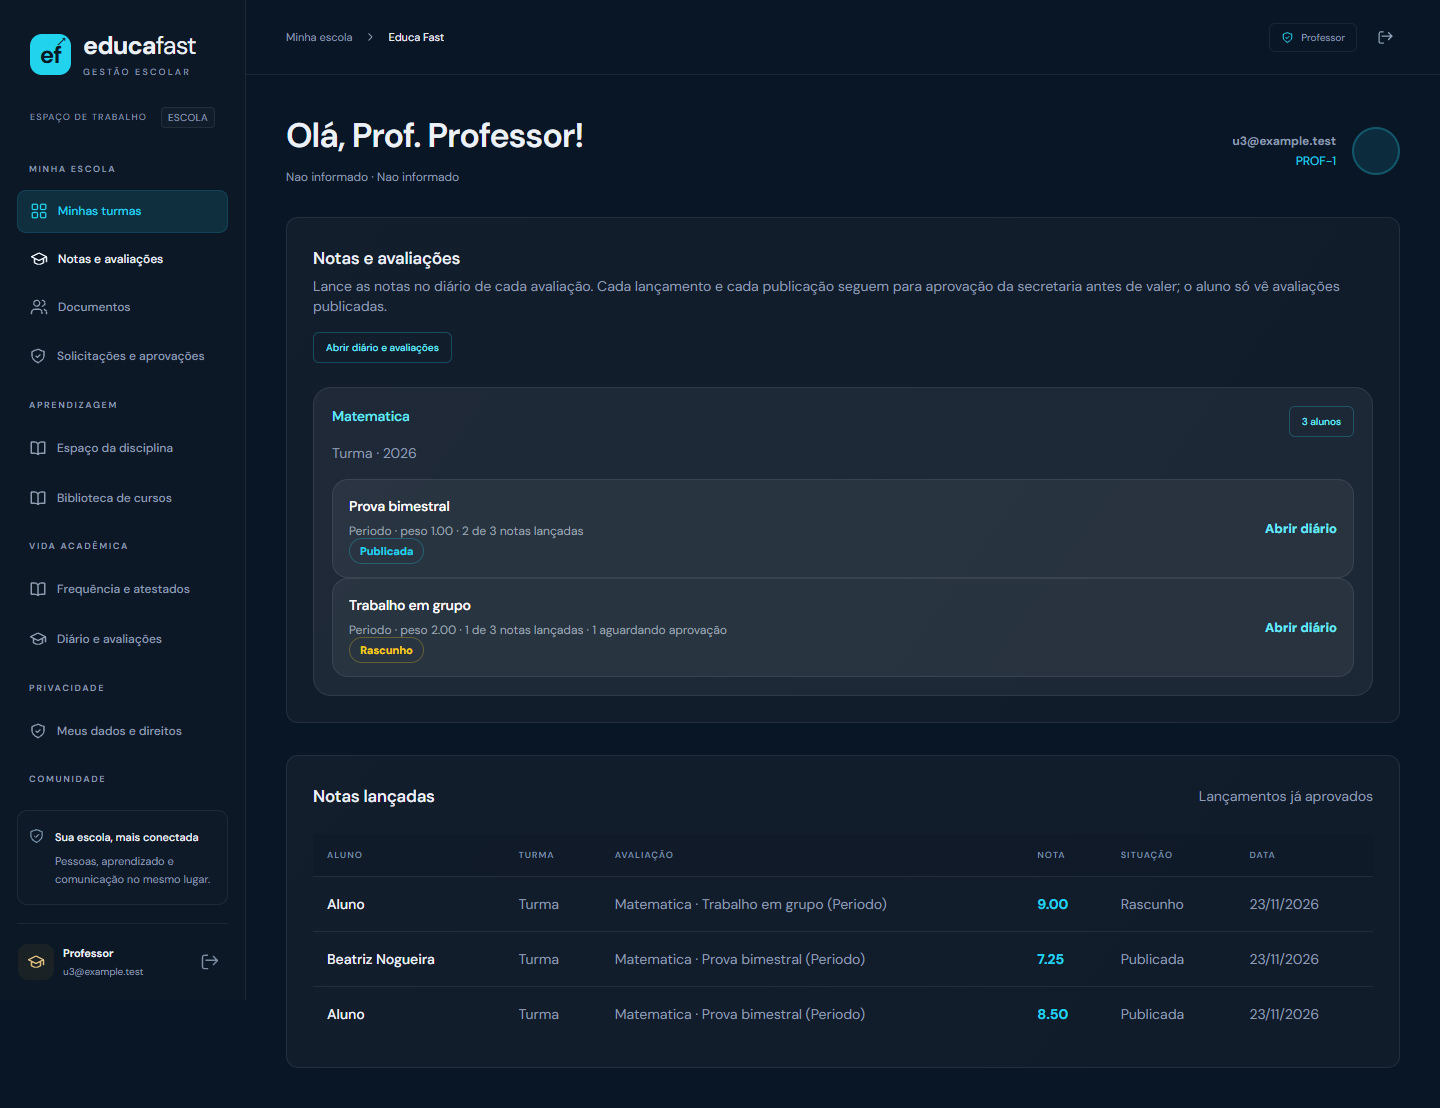 ef
educafast
GESTÃO ESCOLAR
ESPAÇO DE TRABALHO
ESCOLA
MINHA ESCOLA
Minhas turmas
Notas e avaliações
Documentos
Solicitações e aprovações
APRENDIZAGEM
Espaço da disciplina
Biblioteca de cursos
VIDA ACADÊMICA
Frequência e atestados
Diário e avaliações
PRIVACIDADE
Meus dados e direitos
COMUNIDADE
Sua escola, mais conectada
Pessoas, aprendizado e
comunicação no mesmo lugar.
Professor
u3@example.test
Minha escola > Educa Fast
Professor
Olá, Prof. Professor!
Nao informado · Nao informado
u3@example.test
PROF-1
Notas e avaliações
Lance as notas no diário de cada avaliação. Cada lançamento e cada publicação seguem para aprovação da secretaria antes de valer; o aluno só vê avaliações
publicadas.
Abrir diário e avaliações
Matematica
3 alunos
Turma · 2026
Prova bimestral
Periodo · peso 1.00 · 2 de 3 notas lançadas
Publicada
Abrir diário
Trabalho em grupo
Periodo · peso 2.00 · 1 de 3 notas lançadas · 1 aguardando aprovação
Rascunho
Abrir diário
Notas lançadas
Lançamentos já aprovados
ALUNO TURMA AVALIAÇÃO NOTA SITUAÇÃO DATA
Aluno Turma Matematica · Trabalho em grupo (Periodo) 9.00 Rascunho 23/11/2026
Beatriz Nogueira Turma Matematica · Prova bimestral (Periodo) 7.25 Publicada 23/11/2026
Aluno Turma Matematica · Prova bimestral (Periodo) 8.50 Publicada 23/11/2026